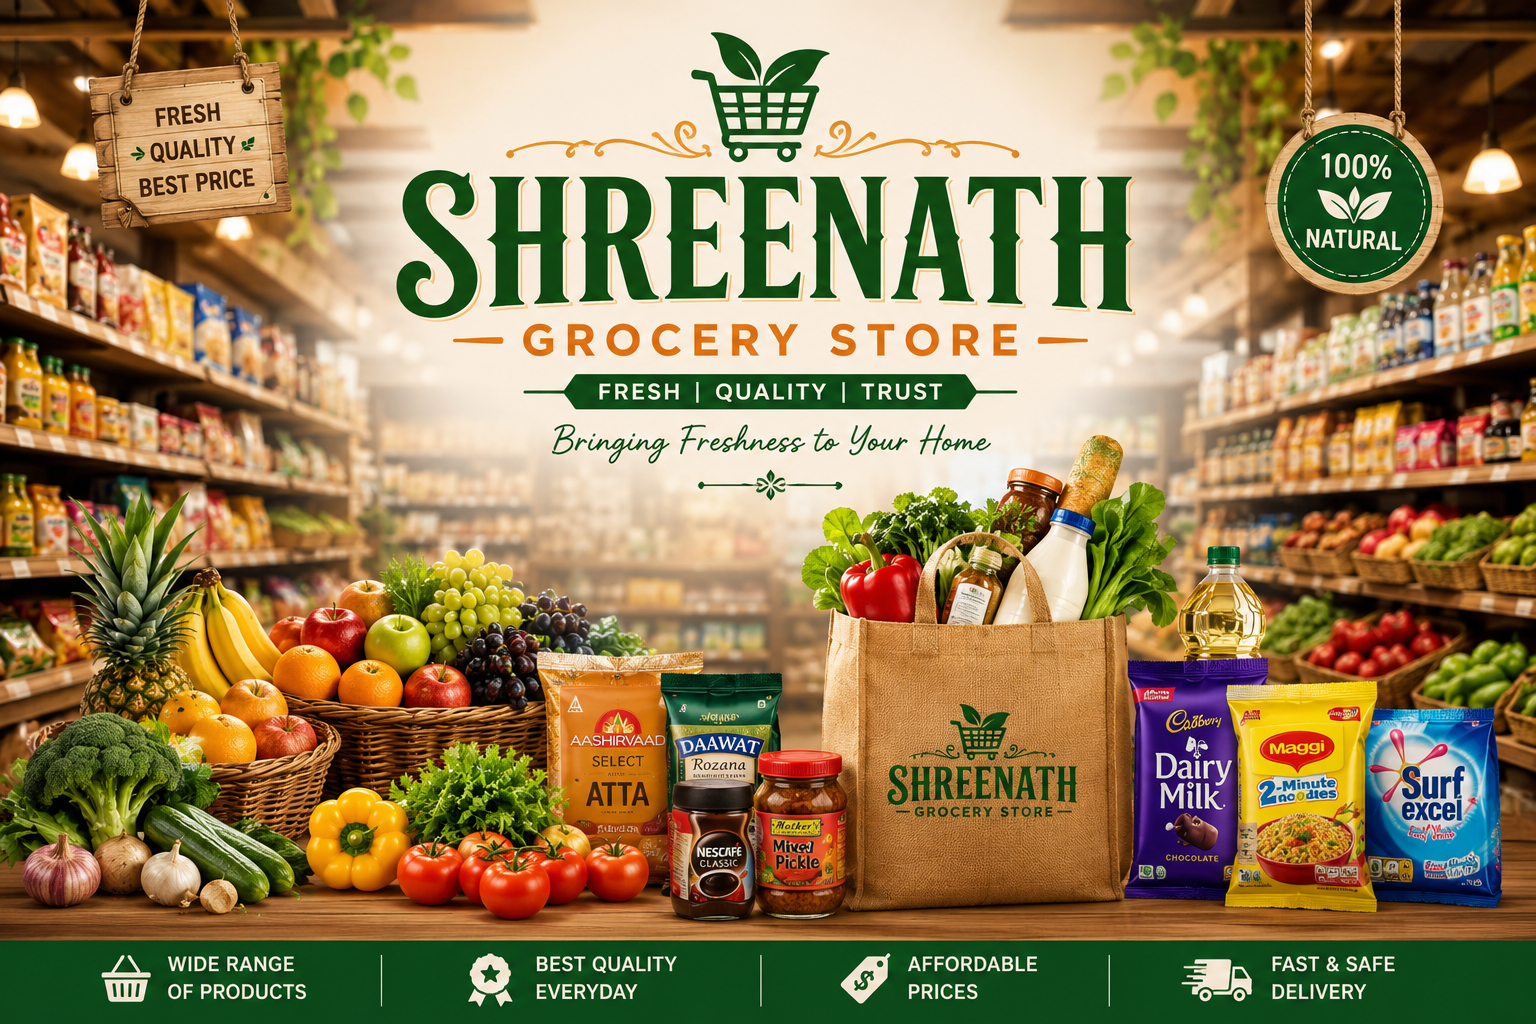 FRESH
QUALITY
BEST PRICE
100%
NATURAL
SHREENATH
GROCERY STORE
FRESH | QUALITY | TRUST
Bringing Freshness to Your Home
AASHIRVAAD
SELECT
ATTA
DAAWAT
Rozana
NESCAFÉ
CLASSIC
Mother's
Mixed
Pickle
SHREENATH
GROCERY STORE
Cadbury
Dairy
Milk
CHOCOLATE
Maggi
2-Minute
noodles
Surf
excel
WIDE RANGE
OF PRODUCTS
BEST QUALITY
EVERYDAY
AFFORDABLE
PRICES
FAST & SAFE
DELIVERY